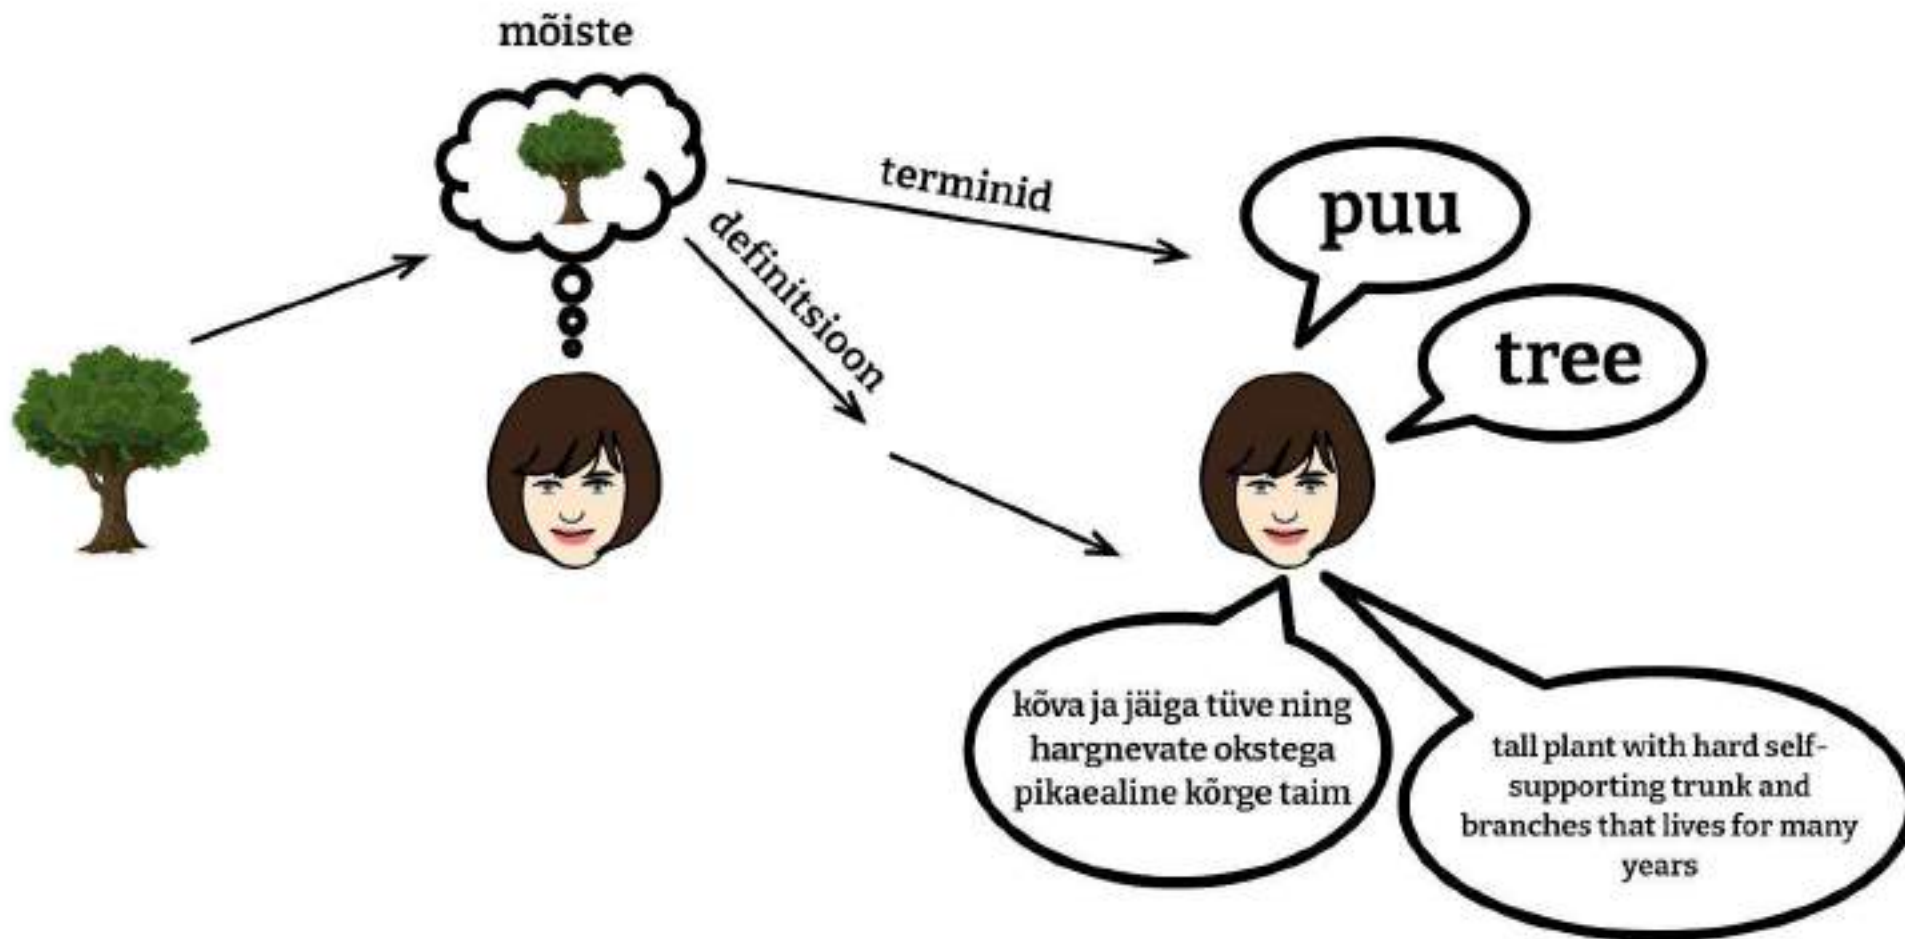 mõiste
terminid
definitsioon
puu
tree
kõva ja jäiga tüve ning
hargnevate okstega
pikaealine kõrge taim
tall plant with hard self-
supporting trunk and
branches that lives for many
years